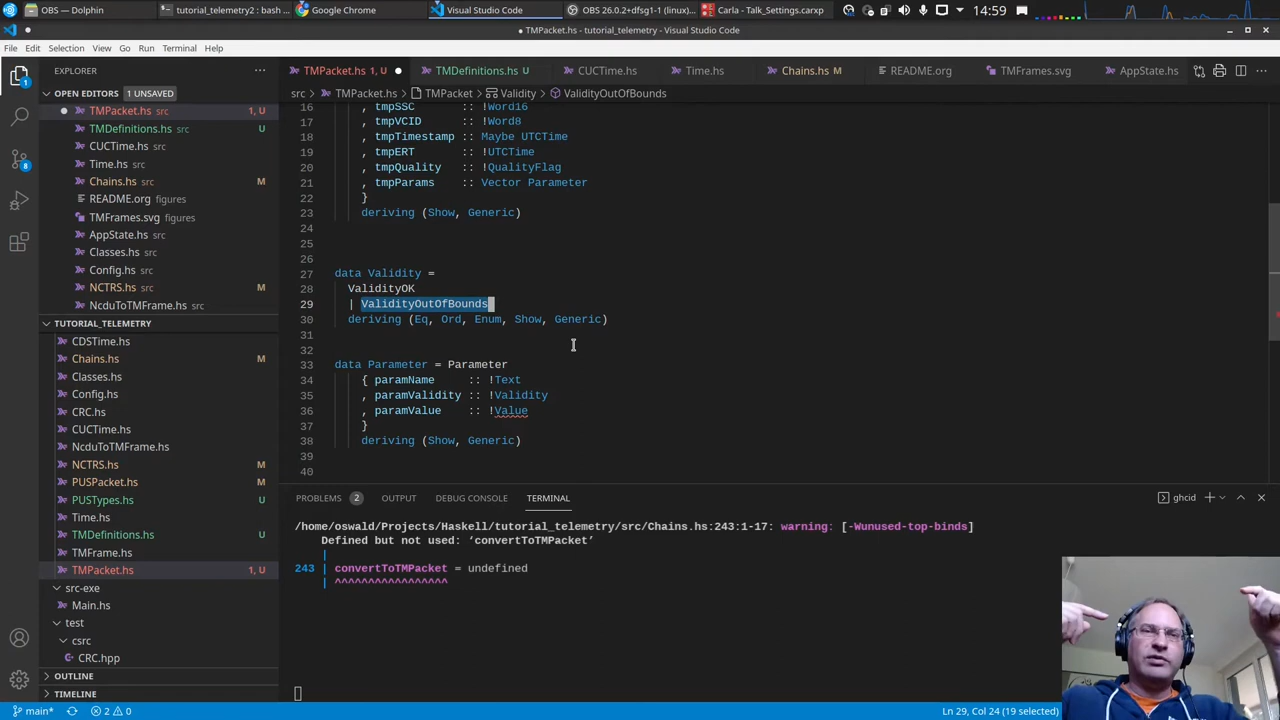 OBS — Dolphin
tutorial_telemetry2 : bash ...
Google Chrome
Visual Studio Code
OBS 26.0.2+dfsg1-1 (linux)...
Carla - Talk_Settings.carxp
14:59
● TMPacket.hs - tutorial_telemetry - Visual Studio Code
File Edit Selection View Go Run Terminal Help
EXPLORER ...
TMPacket.hs 1, U ●
TMDefinitions.hs U
CUCTime.hs
Time.hs
Chains.hs M
README.org
TMFrames.svg
AppState.hs
src > TMPacket.hs > TMPacket > Validity > ValidityOutOfBounds
OPEN EDITORS 1 UNSAVED
● TMPacket.hs src 1, U
TMDefinitions.hs src U
CUCTime.hs src
Time.hs src
Chains.hs src M
README.org figures
TMFrames.svg figures
AppState.hs src
Classes.hs src
Config.hs src
NCTRS.hs src M
NcduToTMFrame.hs src
TUTORIAL_TELEMETRY
CDSTime.hs
Chains.hs M
Classes.hs
Config.hs
CRC.hs
CUCTime.hs
NcduToTMFrame.hs
NCTRS.hs M
PUSPacket.hs M
PUSTypes.hs U
Time.hs
TMDefinitions.hs U
TMFrame.hs
TMPacket.hs 1, U
src-exe
Main.hs
test
csrc
CRC.hpp
OUTLINE
TIMELINE
16 , tmpSSC :: !Word16
17 , tmpVCID :: !Word8
18 , tmpTimestamp :: Maybe UTCTime
19 , tmpERT :: !UTCTime
20 , tmpQuality :: !QualityFlag
21 , tmpParams :: Vector Parameter
22 }
23 deriving (Show, Generic)
24
25
26
27 data Validity =
28 ValidityOK
29 | ValidityOutOfBounds
30 deriving (Eq, Ord, Enum, Show, Generic)
31
32
33 data Parameter = Parameter
34 { paramName :: !Text
35 , paramValidity :: !Validity
36 , paramValue :: !Value
37 }
38 deriving (Show, Generic)
39
40
PROBLEMS 2 OUTPUT DEBUG CONSOLE TERMINAL
ghcid
/home/oswald/Projects/Haskell/tutorial_telemetry/src/Chains.hs:243:1-17: warning: [-Wunused-top-binds]
Defined but not used: ‘convertToTMPacket’
|
243 | convertToTMPacket = undefined
| ^^^^^^^^^^^^^^^^^
main*
2 0
Ln 29, Col 24 (19 selected)
1
8